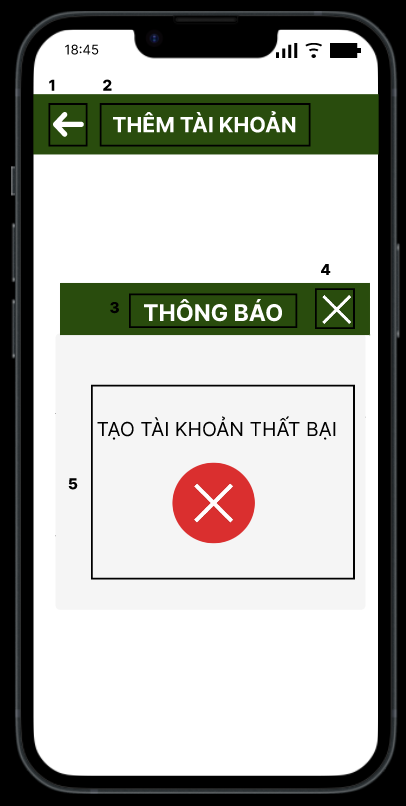 18:45
1 2
THÊM TÀI KHOẢN
4
3 THÔNG BÁO
TẠO TÀI KHOẢN THẤT BẠI
5